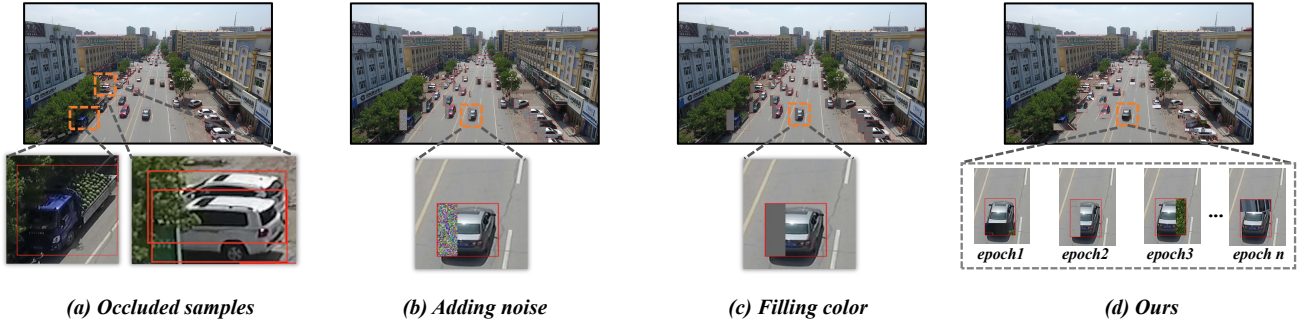 epoch1 epoch2 epoch3 ... epoch n
(a) Occluded samples (b) Adding noise (c) Filling color (d) Ours